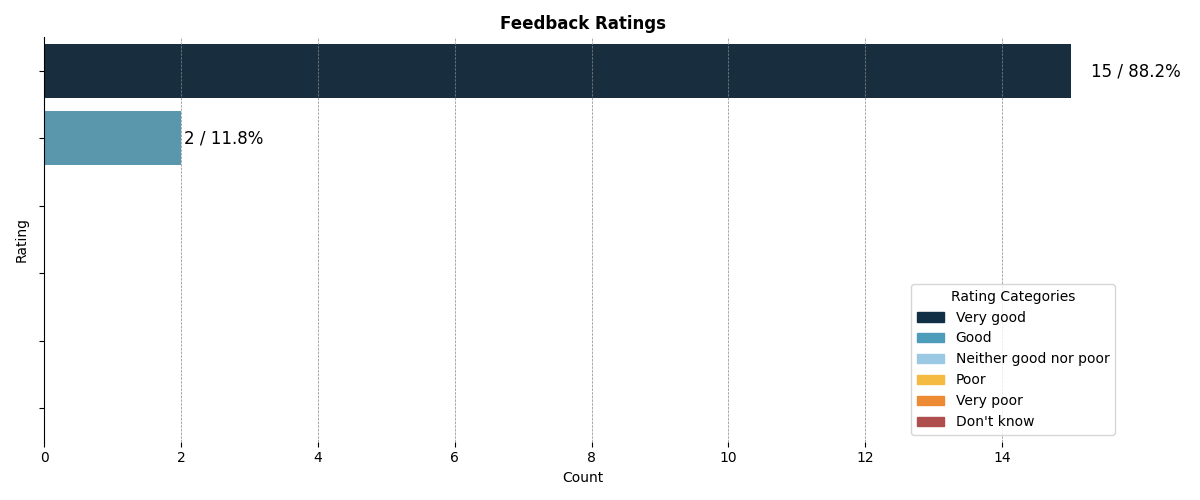 Feedback Ratings
15 / 88.2%
2 / 11.8%
Rating
Rating Categories
Very good
Good
Neither good nor poor
Poor
Very poor
Don't know
0 2 4 6 8 10 12 14
Count